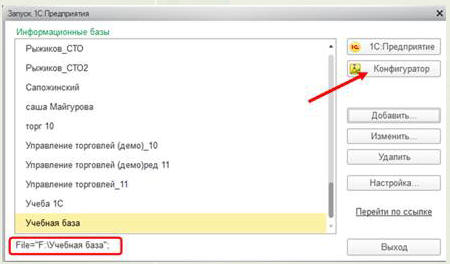 Запуск 1С:Предприятия
Информационные базы
Рыжиков_СТО
Рыжиков_СТО2
Сапожинский
саша Майгурова
торг 10
Управление торговлей (демо)_10
Управление торговлей (демо)ред 11
Управление торговлей_11
Учеба 1С
Учебная база
File="F:\Учебная база";
1С:Предприятие
Конфигуратор
Добавить...
Изменить...
Удалить
Настройка...
Перейти по ссылке
Выход